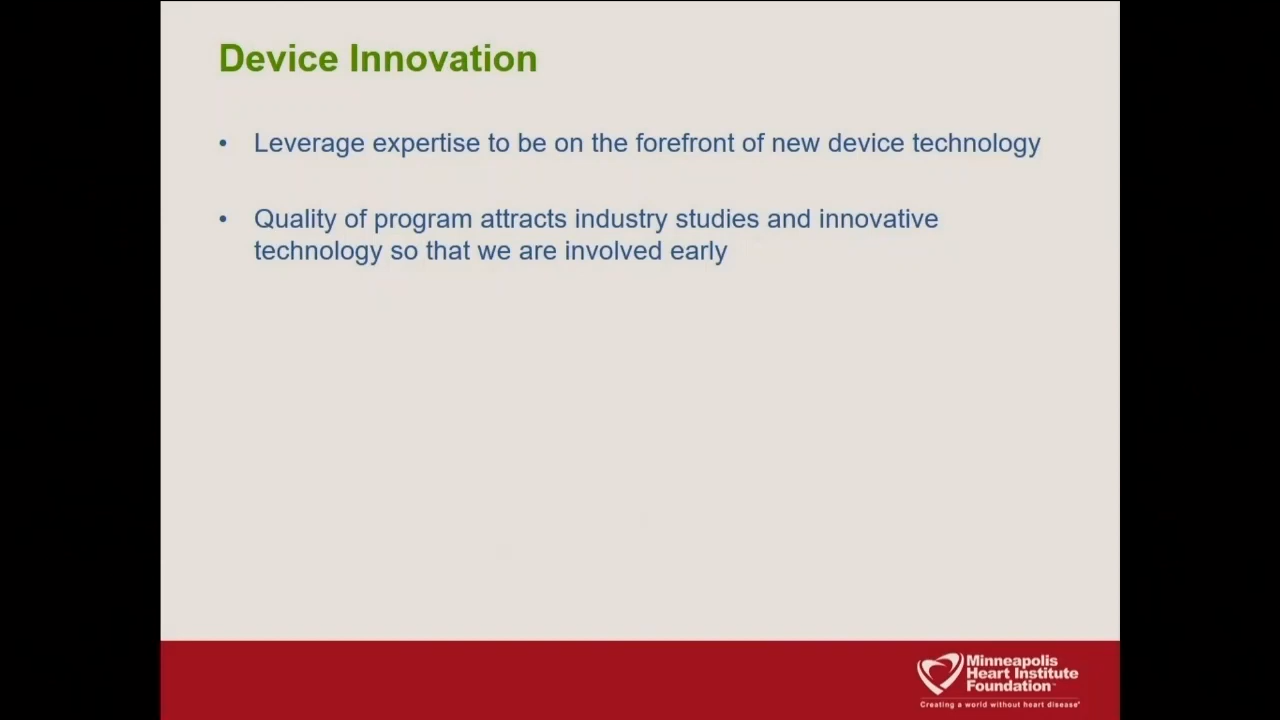 Device Innovation
• Leverage expertise to be on the forefront of new device technology
• Quality of program attracts industry studies and innovative
technology so that we are involved early
Minneapolis
Heart Institute
Foundation™
Creating a world without heart disease®